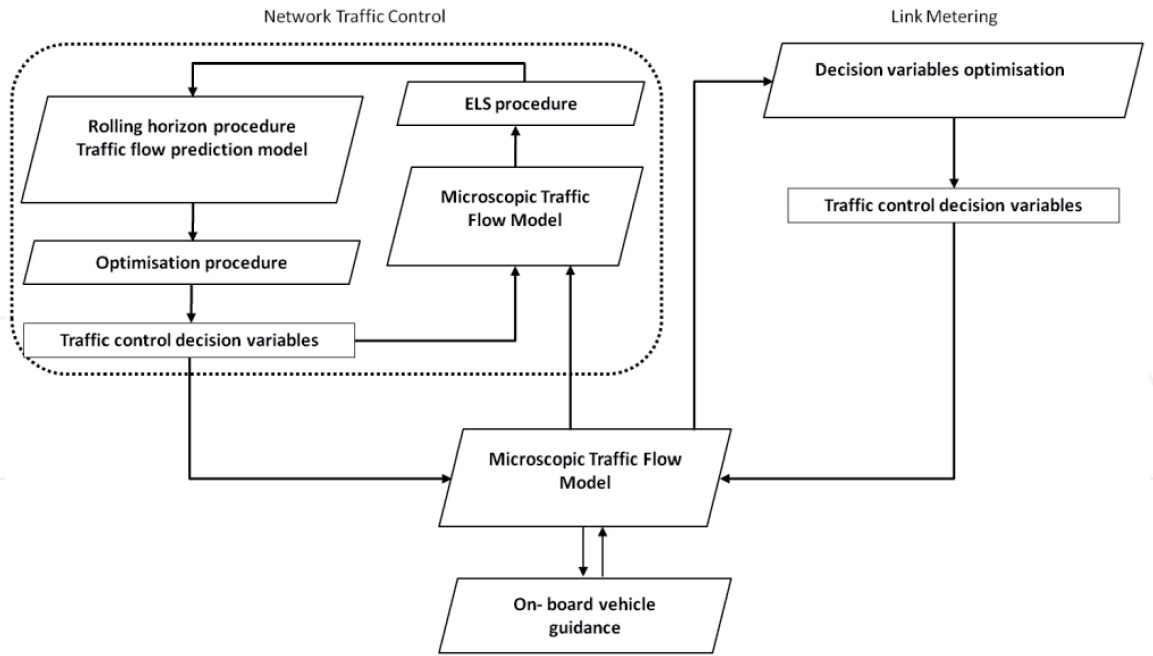 Network Traffic Control
Link Metering
Rolling horizon procedure
Traffic flow prediction model
ELS procedure
Microscopic Traffic
Flow Model
Optimisation procedure
Traffic control decision variables
Decision variables optimisation
Traffic control decision variables
Microscopic Traffic Flow
Model
On- board vehicle
guidance